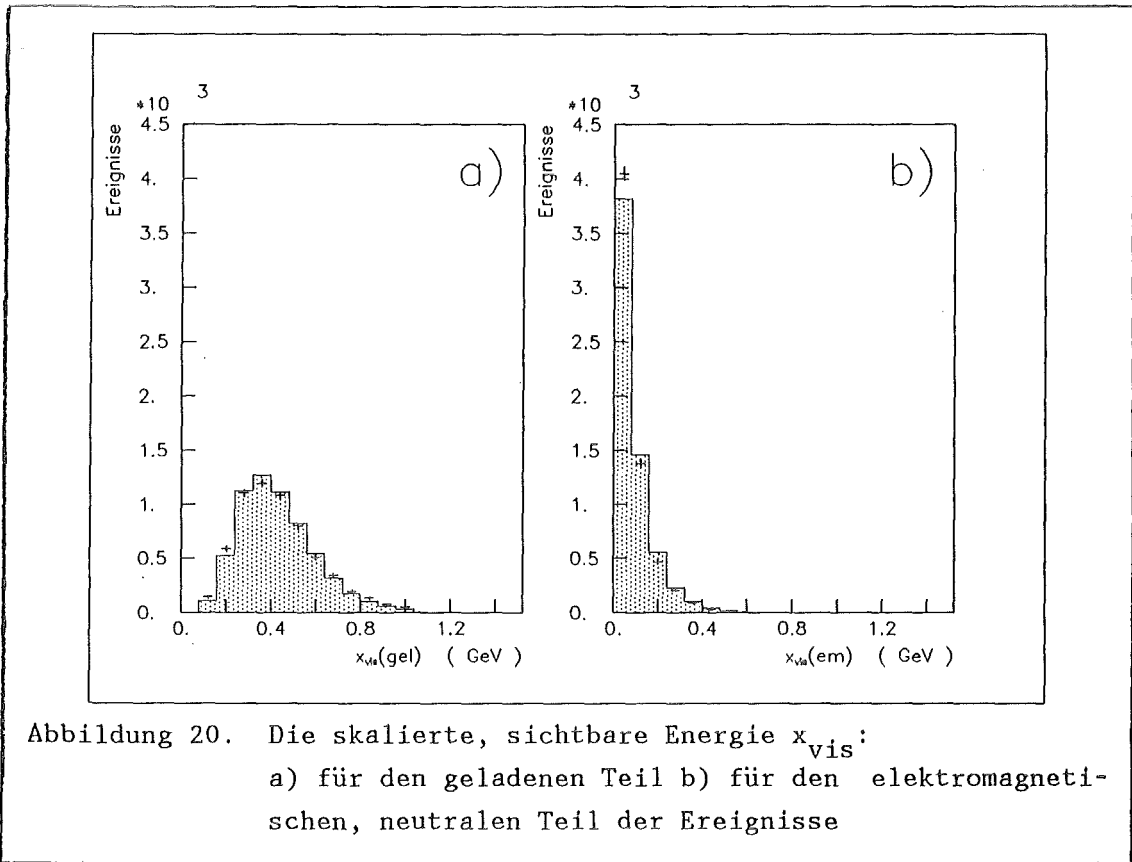 *10 3
Ereignisse
4.5
4.
3.5
3.
2.5
2.
1.5
1.
0.5
0.
a)
0. 0.4 0.8 1.2
x_vis(gel) ( GeV )
*10 3
Ereignisse
4.5
4.
3.5
3.
2.5
2.
1.5
1.
0.5
0.
b)
0. 0.4 0.8 1.2
x_vis(em) ( GeV )
Abbildung 20. Die skalierte, sichtbare Energie x_vis:
a) für den geladenen Teil b) für den elektromagneti-
schen, neutralen Teil der Ereignisse